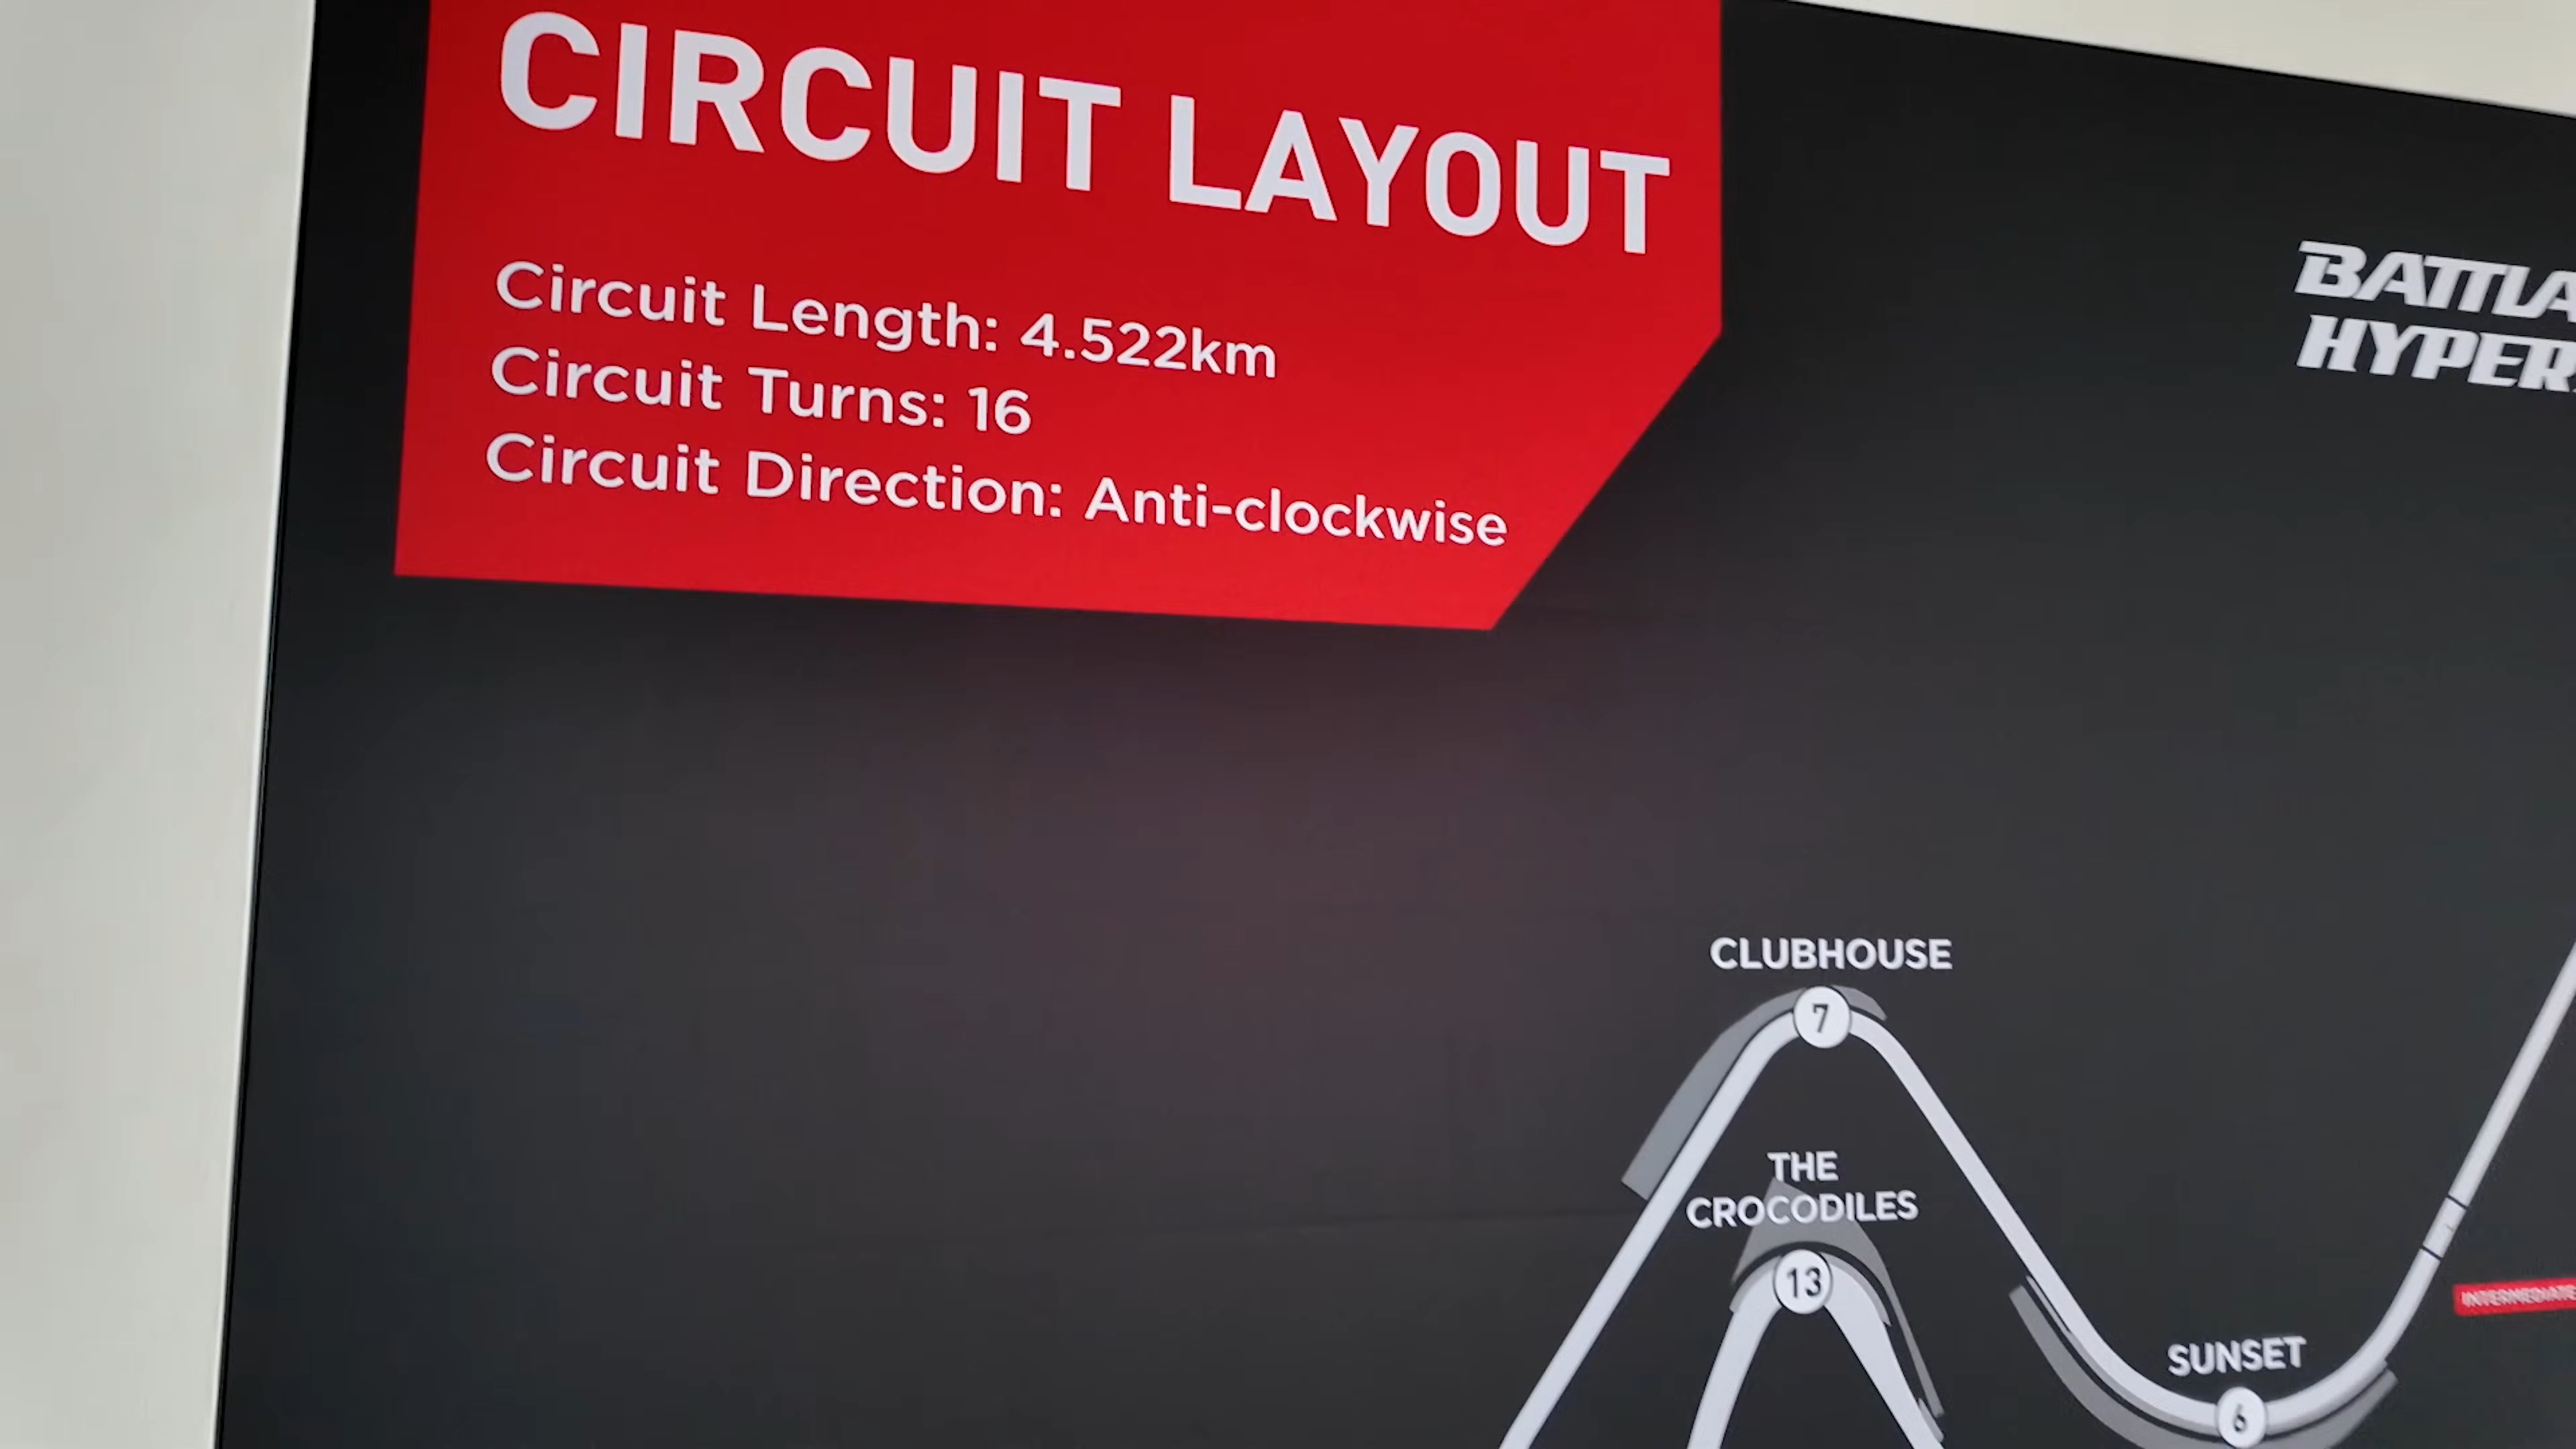 CIRCUIT LAYOUT
Circuit Length: 4.522km
Circuit Turns: 16
Circuit Direction: Anti-clockwise
CLUBHOUSE
7
THE
CROCODILES
13
SUNSET
6